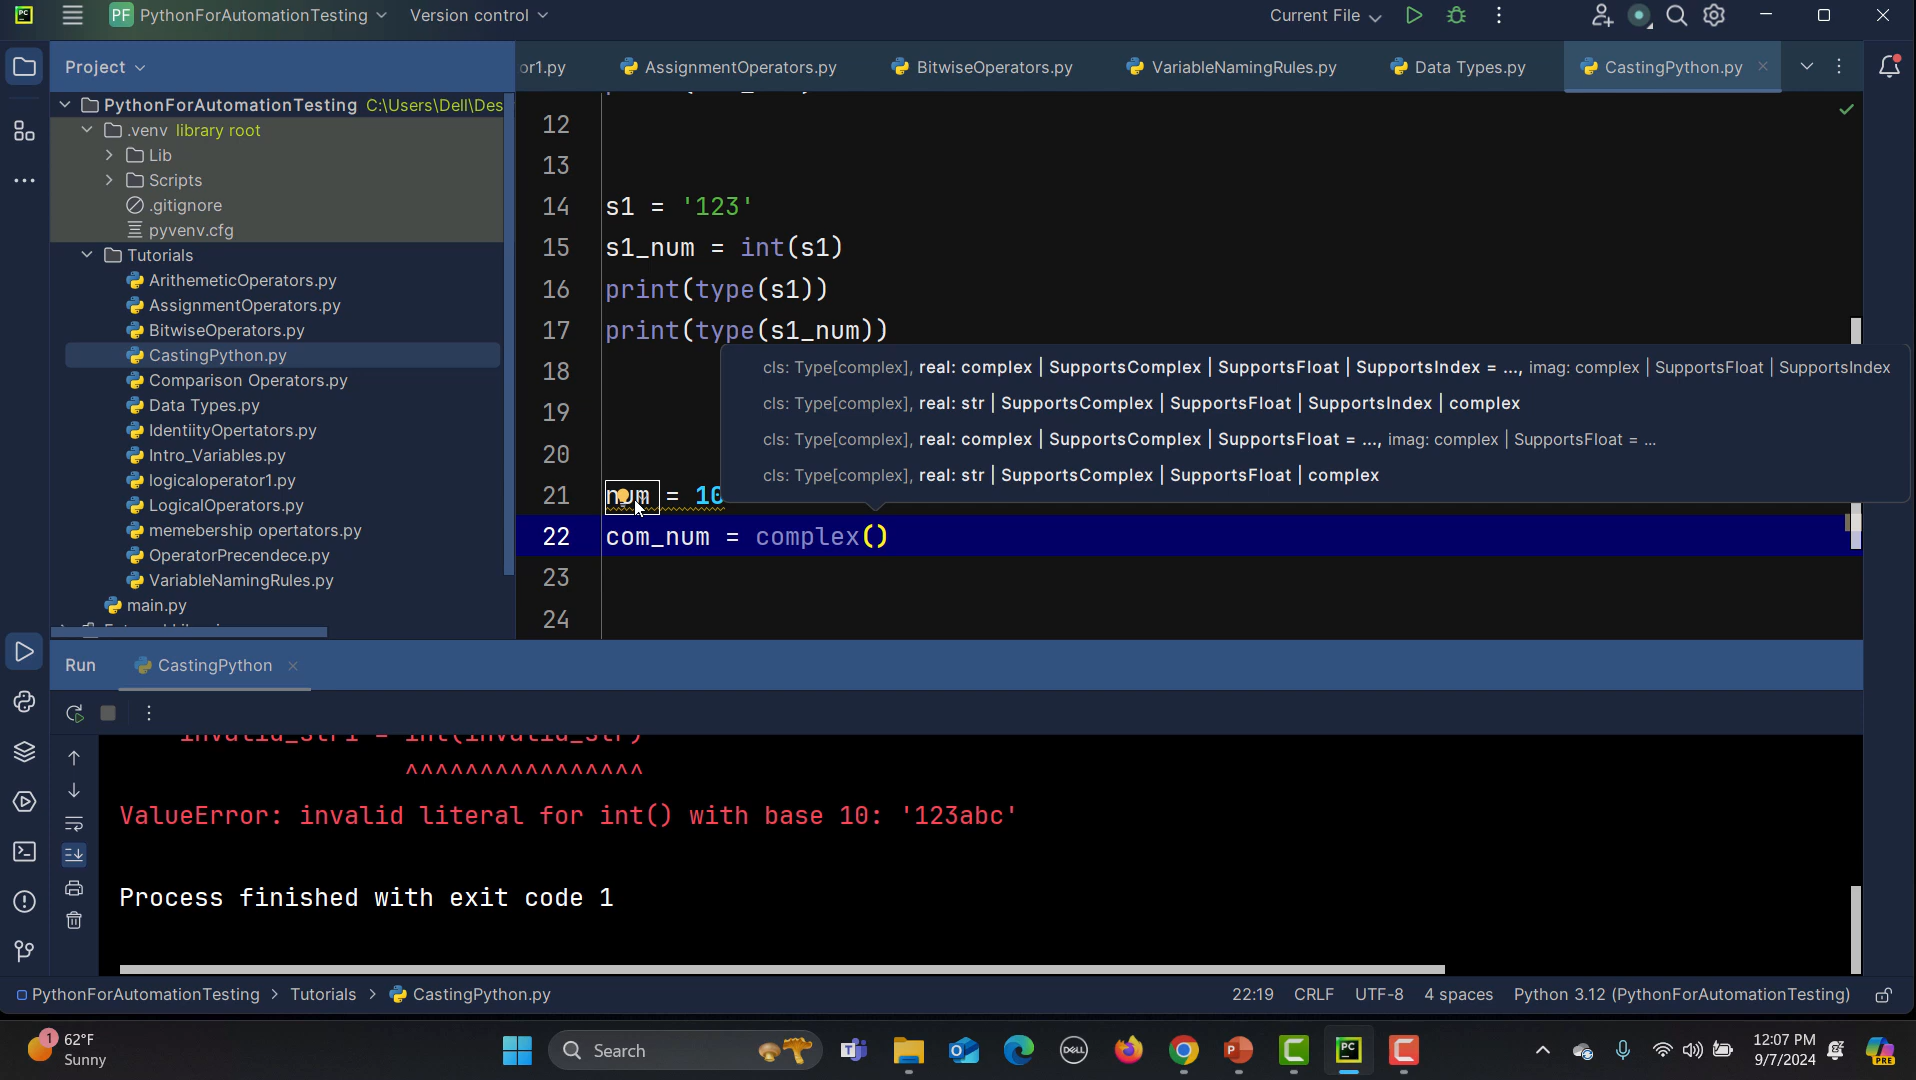 PF PythonForAutomationTesting Version control Current File
Project
or1.py AssignmentOperators.py BitwiseOperators.py VariableNamingRules.py Data Types.py CastingPython.py
PythonForAutomationTesting C:\Users\Dell\Des
.venv library root
Lib
Scripts
.gitignore
pyvenv.cfg
Tutorials
ArithemeticOperators.py
AssignmentOperators.py
BitwiseOperators.py
CastingPython.py
Comparison Operators.py
Data Types.py
IdentiityOpertators.py
Intro_Variables.py
logicaloperator1.py
LogicalOperators.py
memebership opertators.py
OperatorPrecendece.py
VariableNamingRules.py
main.py
12
13
14 s1 = '123'
15 s1_num = int(s1)
16 print(type(s1))
17 print(type(s1_num))
18
19
20
21 num = 10
22 com_num = complex()
23
24
cls: Type[complex], real: complex | SupportsComplex | SupportsFloat | SupportsIndex = ..., imag: complex | SupportsFloat | SupportsIndex
cls: Type[complex], real: str | SupportsComplex | SupportsFloat | SupportsIndex | complex
cls: Type[complex], real: complex | SupportsComplex | SupportsFloat = ..., imag: complex | SupportsFloat = ...
cls: Type[complex], real: str | SupportsComplex | SupportsFloat | complex
Run CastingPython
invalid_str1 = int(invalid_str)
^^^^^^^^^^^^^^^^
ValueError: invalid literal for int() with base 10: '123abc'
Process finished with exit code 1
PythonForAutomationTesting > Tutorials > CastingPython.py 22:19 CRLF UTF-8 4 spaces Python 3.12 (PythonForAutomationTesting)
1 62°F
Sunny
Search
12:07 PM
9/7/2024